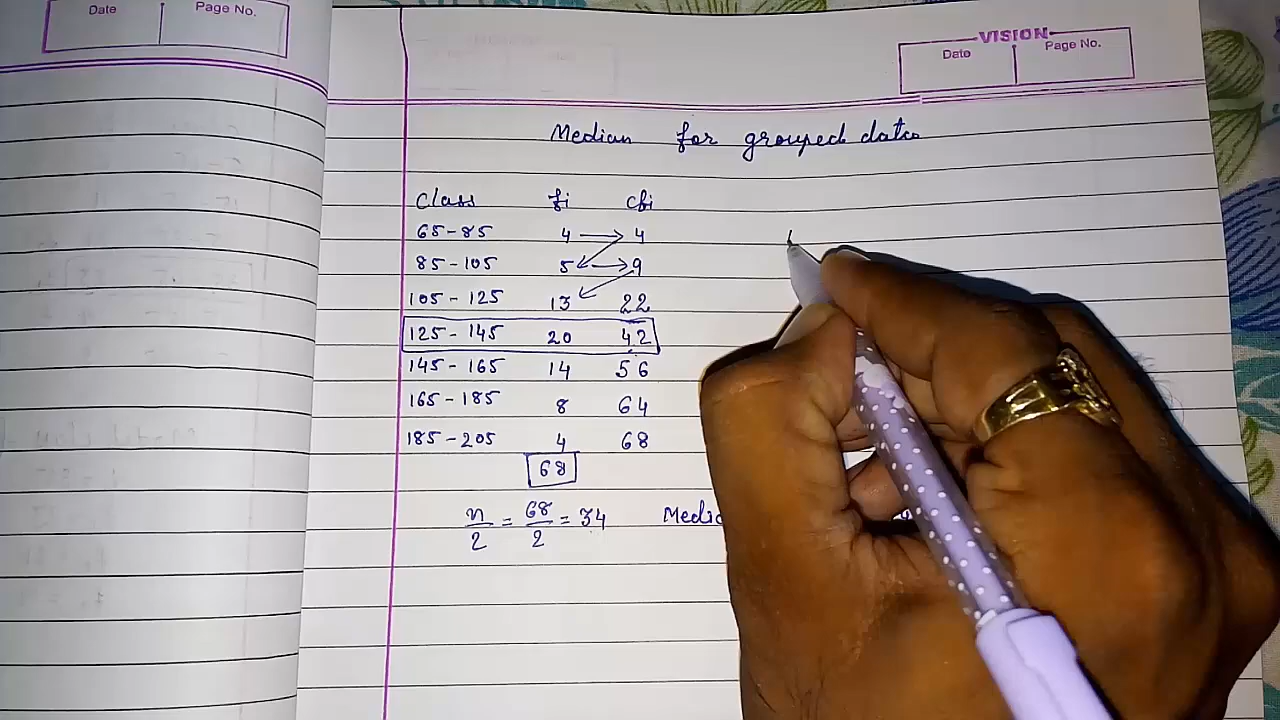 Date Page No.
VISION
Date Page No.
Median for grouped data
Class fi cfi
65-85 4 4
85-105 5 9
105-125 13 22
125-145 20 42
145-165 14 56
165-185 8 64
185-205 4 68
68
n/2 = 68/2 = 34